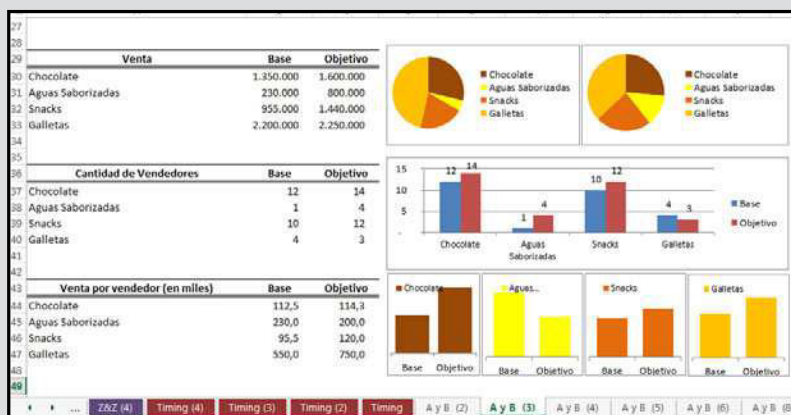 27
28
29 Venta Base Objetivo
30 Chocolate 1.350.000 1.600.000
31 Aguas Saborizadas 230.000 800.000
32 Snacks 955.000 1.440.000
33 Galletas 2.200.000 2.250.000
34
35
36 Cantidad de Vendedores Base Objetivo
37 Chocolate 12 14
38 Aguas Saborizadas 1 4
39 Snacks 10 12
40 Galletas 4 3
41
42
43 Venta por vendedor (en miles) Base Objetivo
44 Chocolate 112,5 114,3
45 Aguas Saborizadas 230,0 200,0
46 Snacks 95,5 120,0
47 Galletas 550,0 750,0
48
49
Chocolate
Aguas Saborizadas
Snacks
Galletas
Chocolate
Aguas Saborizadas
Snacks
Galletas
15
10
5
-
12 14
1 4
10 12
4 3
Chocolate Aguas Saborizadas Snacks Galletas
Base
Objetivo
Chocolate
Base Objetivo
Aguas...
Base Objetivo
Snacks
Base Objetivo
Galletas
Base Objetivo
... Z&Z (4) Timing (4) Timing (3) Timing (2) Timing A y B (2) A y B (3) A y B (4) A y B (5) A y B (6) A y B (8